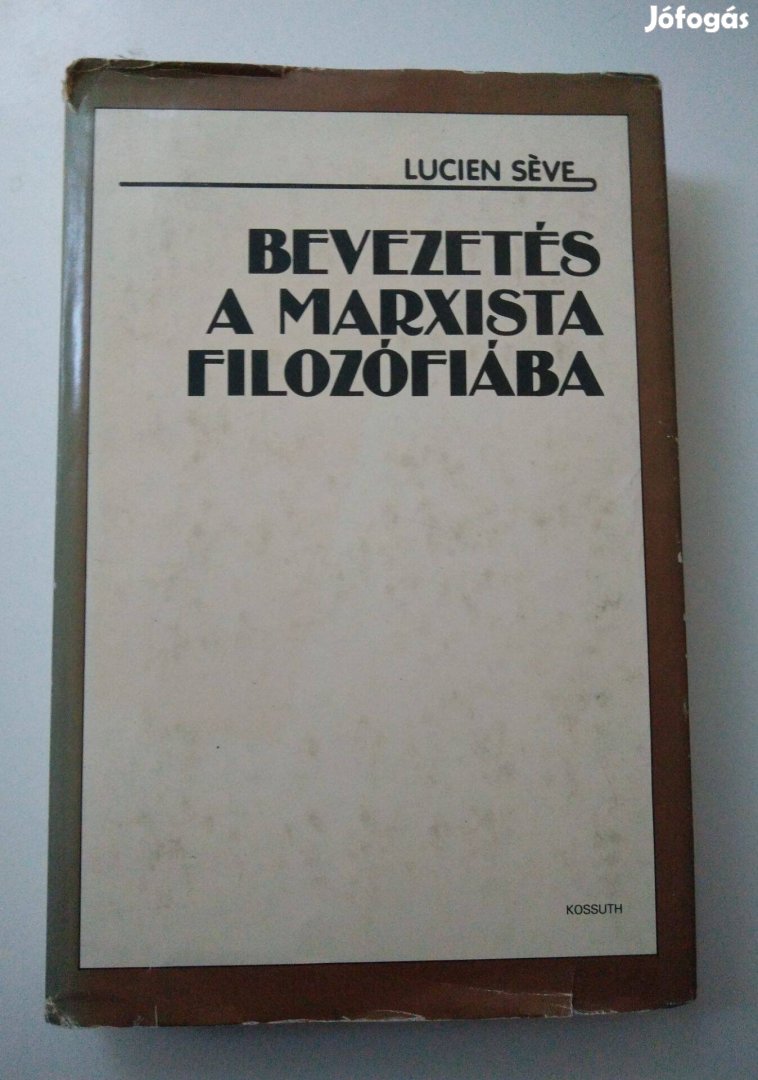 Jófogás
LUCIEN SÈVE
BEVEZETÉS
A MARXISTA
FILOZÓFIÁBA
KOSSUTH